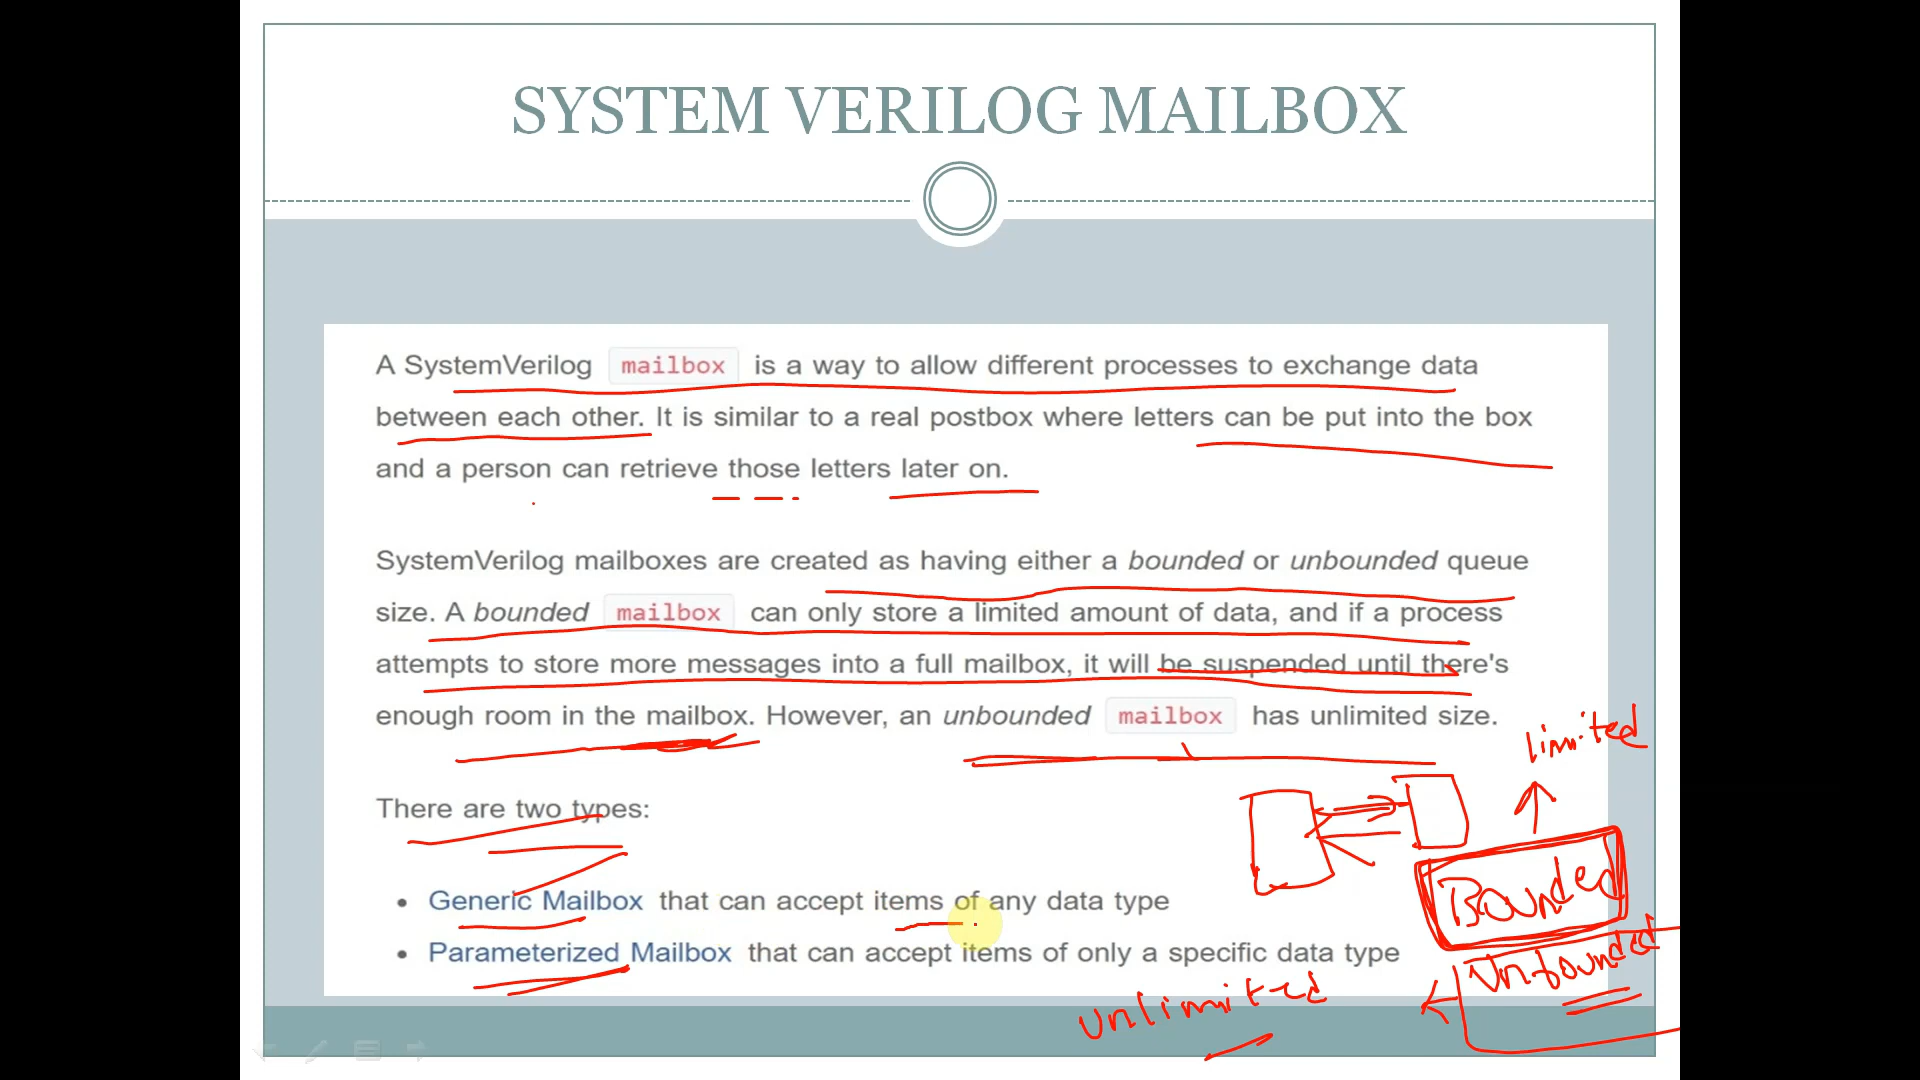 SYSTEM VERILOG MAILBOX
A SystemVerilog mailbox is a way to allow different processes to exchange data
between each other. It is similar to a real postbox where letters can be put into the box
and a person can retrieve those letters later on.
SystemVerilog mailboxes are created as having either a bounded or unbounded queue
size. A bounded mailbox can only store a limited amount of data, and if a process
attempts to store more messages into a full mailbox, it will be suspended until there's
enough room in the mailbox. However, an unbounded mailbox has unlimited size.
limited
There are two types:
Bounded
• Generic Mailbox that can accept items of any data type
• Parameterized Mailbox that can accept items of only a specific data type
Unbounded
unlimited